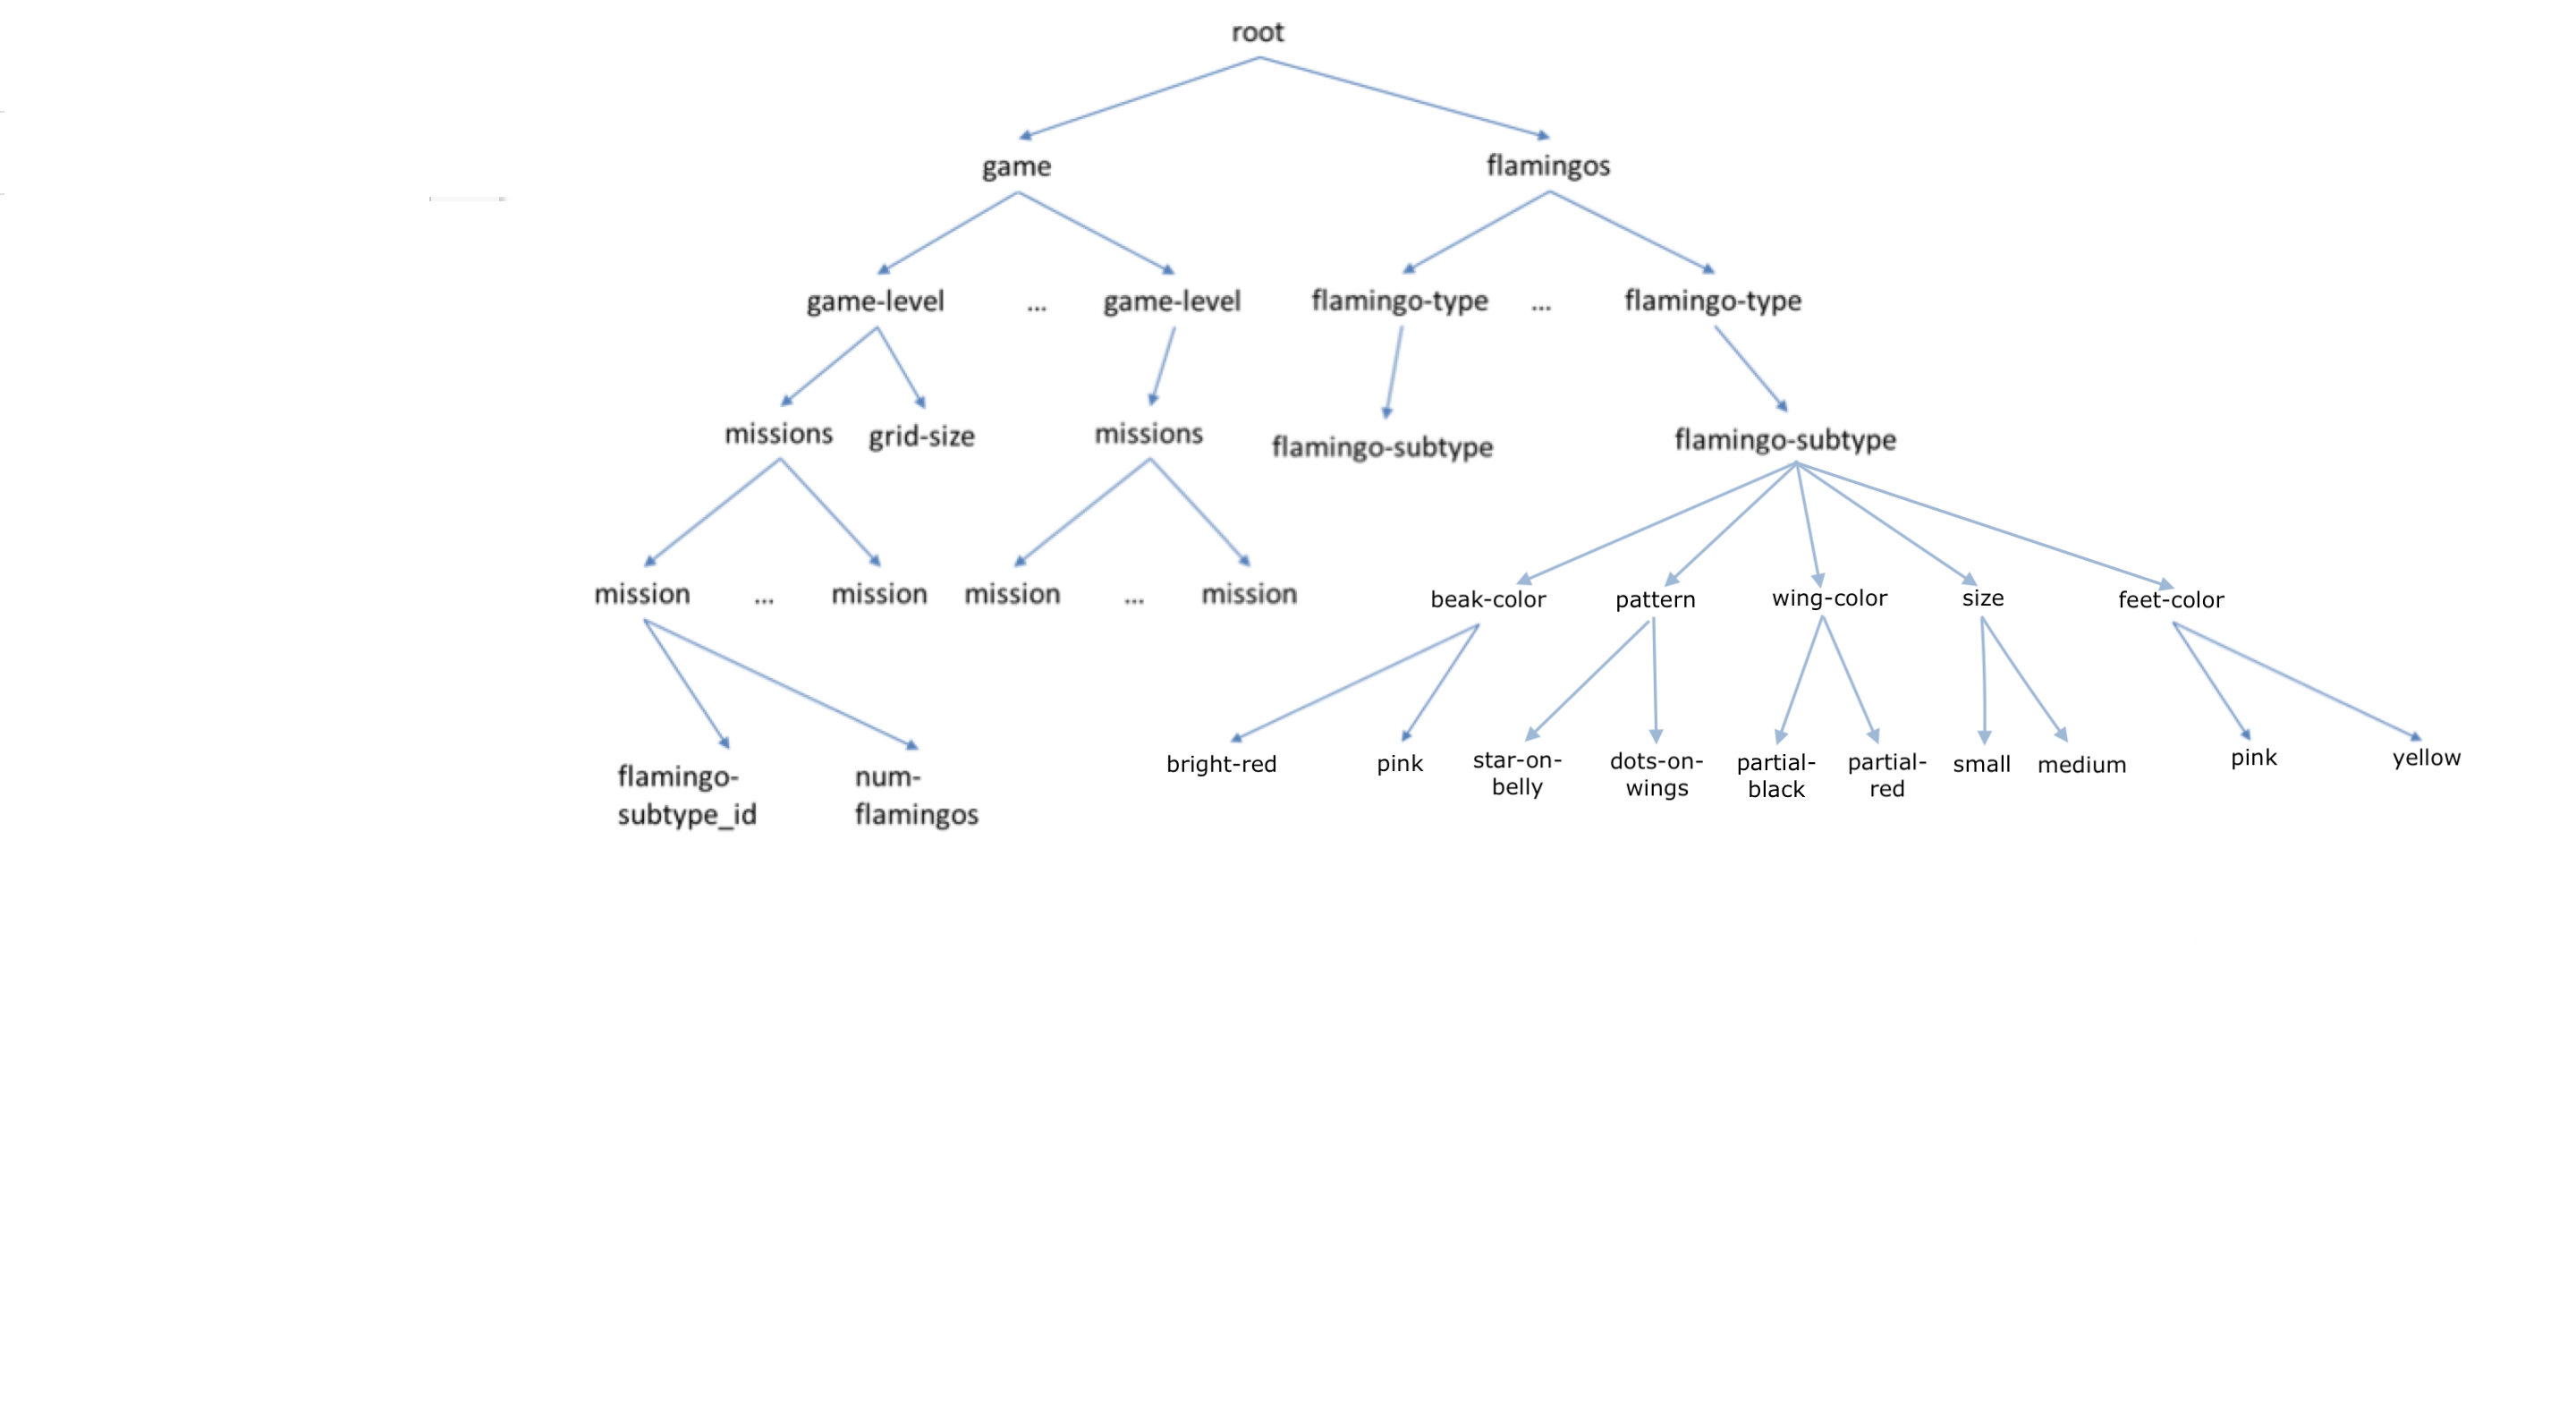 root
game
flamingos
game-level
...
game-level
flamingo-type
...
flamingo-type
missions
grid-size
missions
flamingo-subtype
flamingo-subtype
mission
...
mission
mission
...
mission
beak-color
pattern
wing-color
size
feet-color
flamingo-
subtype_id
num-
flamingos
bright-red
pink
star-on-
belly
dots-on-
wings
partial-
black
partial-
red
small
medium
pink
yellow